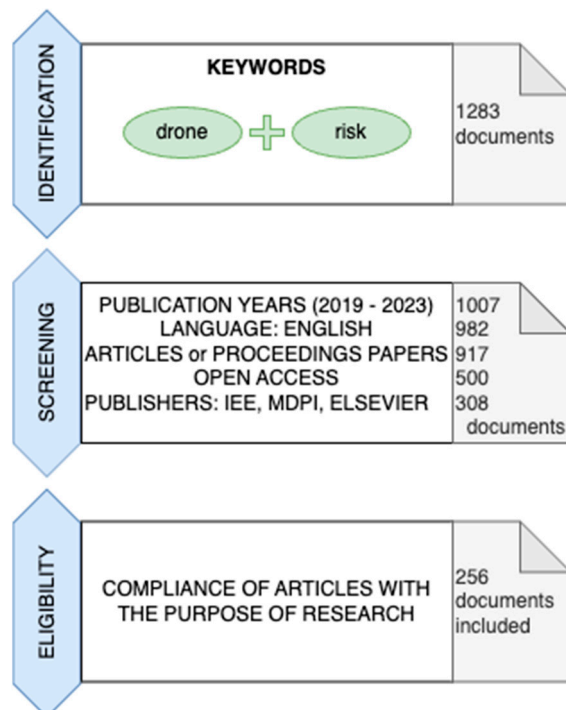 IDENTIFICATION
KEYWORDS
drone
risk
1283
documents
SCREENING
PUBLICATION YEARS (2019 - 2023)
LANGUAGE: ENGLISH
ARTICLES or PROCEEDINGS PAPERS
OPEN ACCESS
PUBLISHERS: IEE, MDPI, ELSEVIER
1007
982
917
500
308
documents
ELIGIBILITY
COMPLIANCE OF ARTICLES WITH
THE PURPOSE OF RESEARCH
256
documents
included